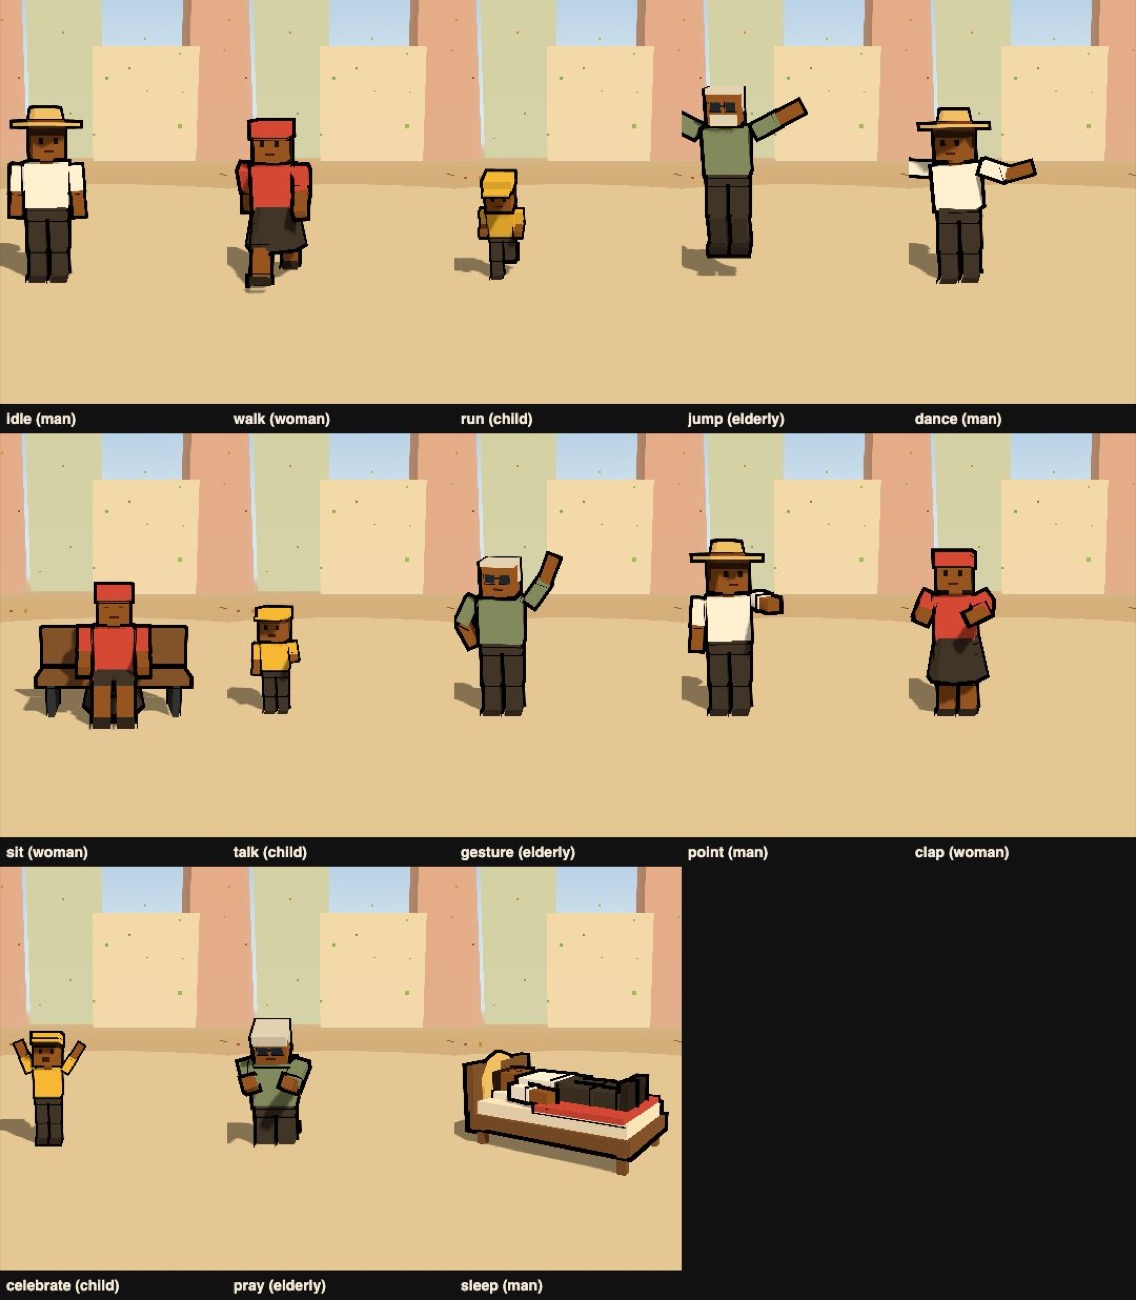 idle (man)
walk (woman)
run (child)
jump (elderly)
dance (man)
sit (woman)
talk (child)
gesture (elderly)
point (man)
clap (woman)
celebrate (child)
pray (elderly)
sleep (man)